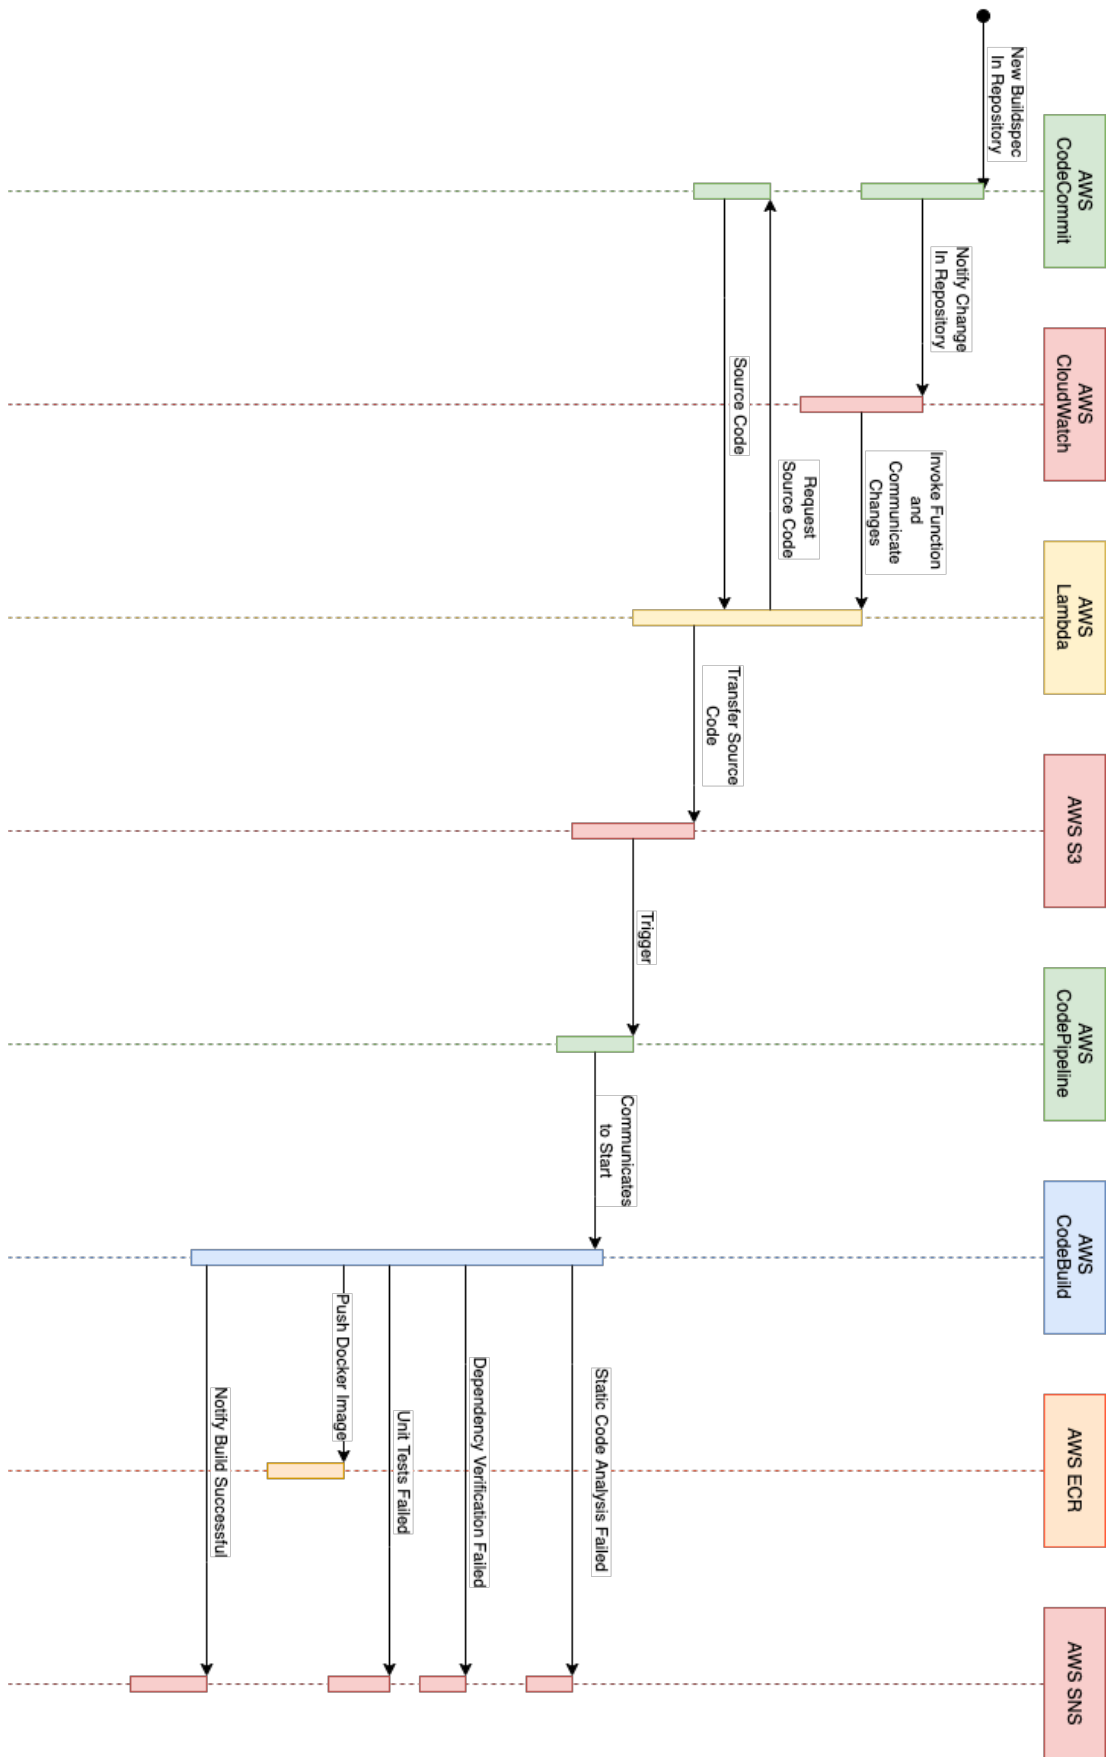 AWS
CodeCommit
AWS
CloudWatch
AWS
Lambda
AWS S3
AWS
CodePipeline
AWS
CodeBuild
AWS ECR
AWS SNS
New Buildspec
In Repository
Notify Change
In Repository
Invoke Function
and
Communicate
Changes
Request
Source Code
Source Code
Transfer Source
Code
Trigger
Communicates
to Start
Static Code Analysis Failed
Dependency Verification Failed
Unit Tests Failed
Push Docker Image
Notify Build Successful